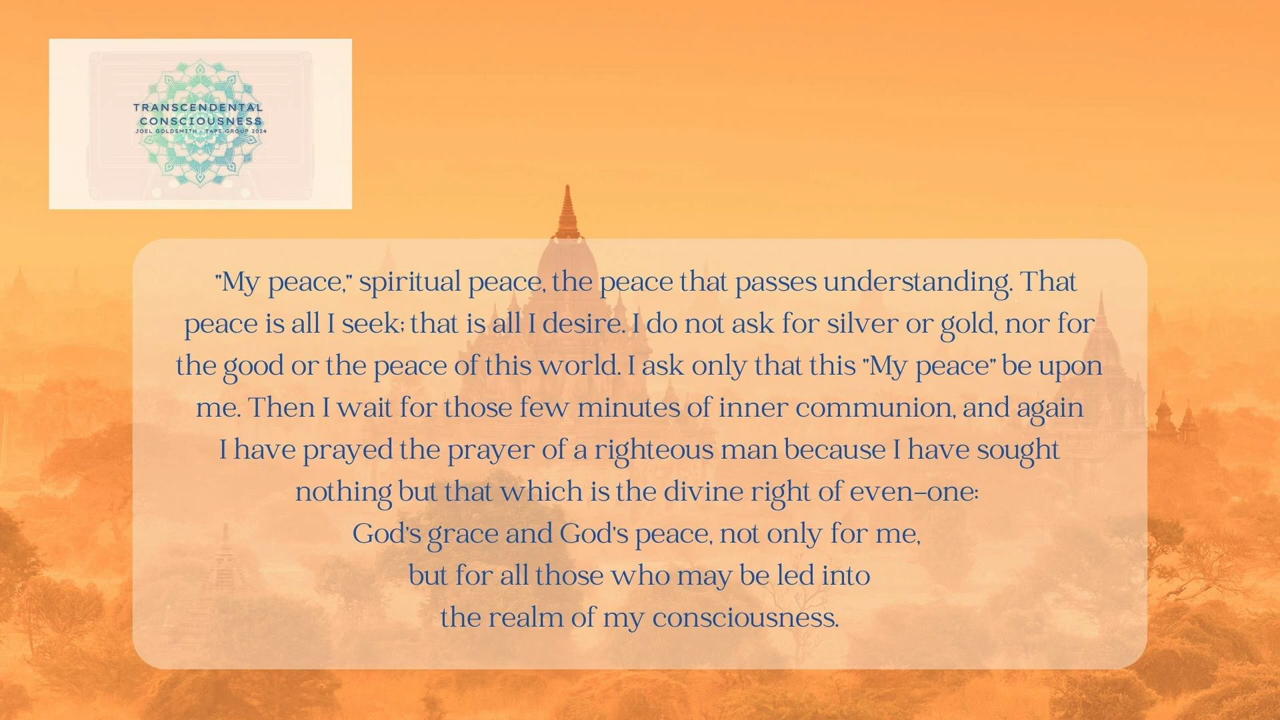 TRANSCENDENTAL
CONSCIOUSNESS
JOEL GOLDSMITH - TAPE GROUP 2024
"My peace," spiritual peace, the peace that passes understanding. That
peace is all I seek; that is all I desire. I do not ask for silver or gold, nor for
the good or the peace of this world. I ask only that this "My peace" be upon
me. Then I wait for those few minutes of inner communion, and again
I have prayed the prayer of a righteous man because I have sought
nothing but that which is the divine right of even-one:
God's grace and God's peace, not only for me,
but for all those who may be led into
the realm of my consciousness.